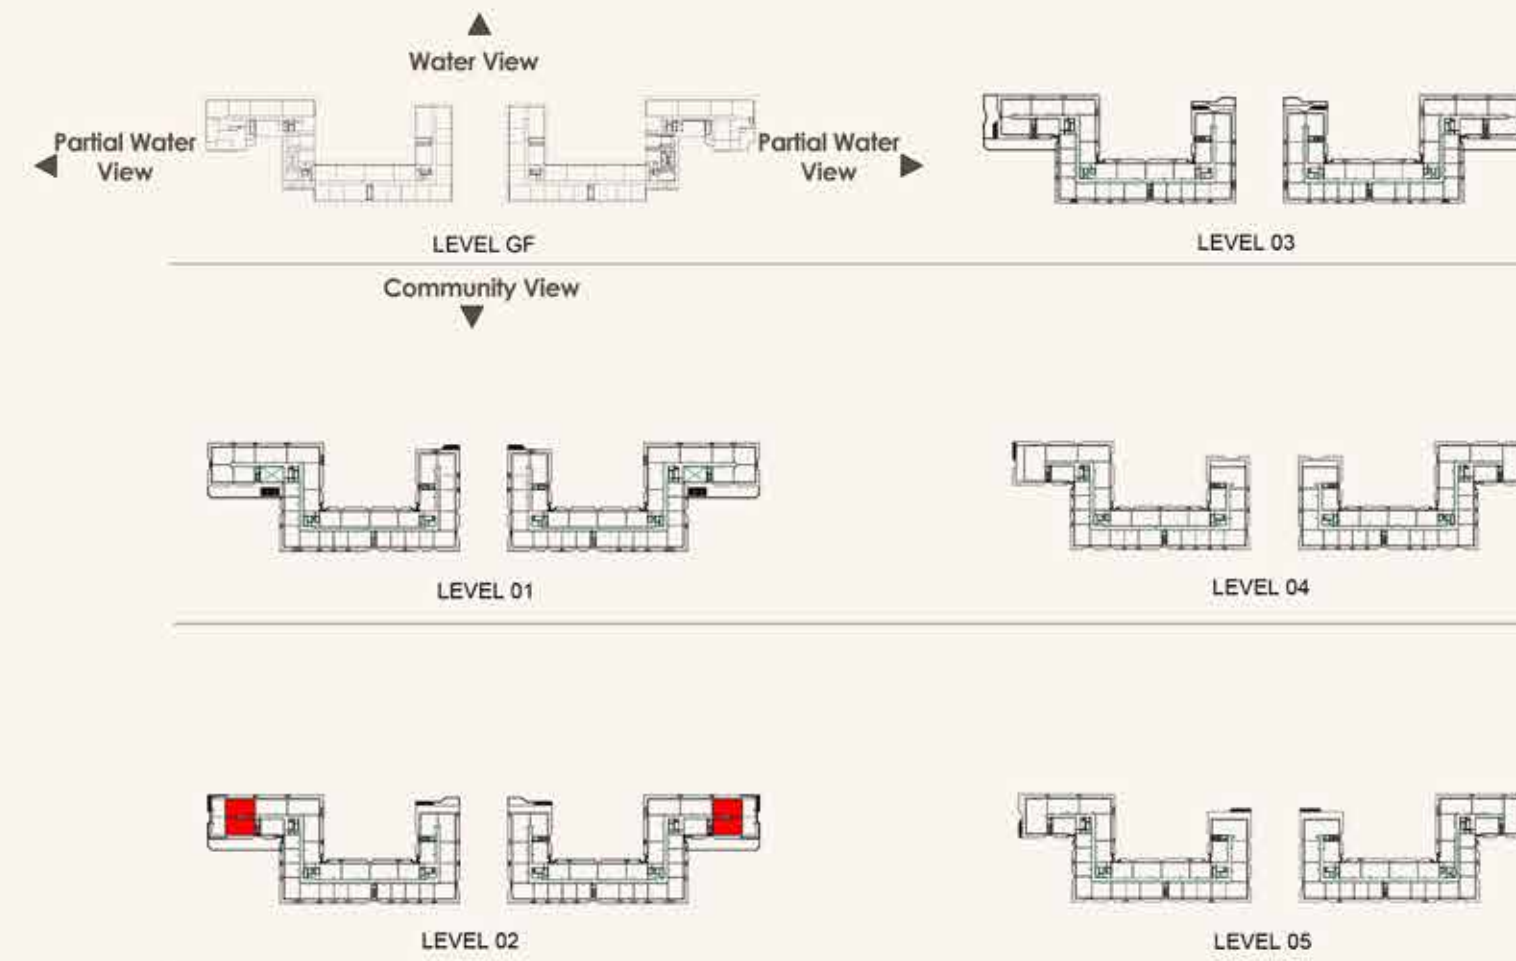 Water View
Partial Water
View
Partial Water
View
LEVEL GF
LEVEL 03
Community View
LEVEL 01
LEVEL 04
LEVEL 02
LEVEL 05